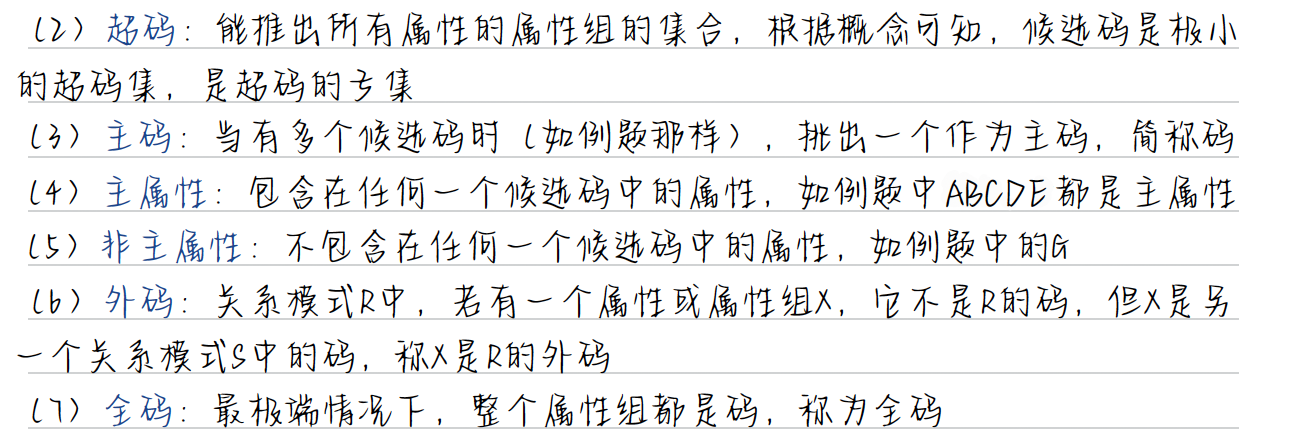 (2) 超码：能推出所有属性的属性组的集合，根据概念可知，候选码是极小
的超码集，是超码的子集
(3) 主码：当有多个候选码时（如例题那样），挑出一个作为主码，简称码
(4) 主属性：包含在任何一个候选码中的属性，如例题中ABCDE都是主属性
(5) 非主属性：不包含在任何一个候选码中的属性，如例题中的G
(6) 外码：关系模式R中，若有一个属性或属性组X，它不是R的码，但X是另
一个关系模式S中的码，称X是R的外码
(7) 全码：最极端情况下，整个属性组都是码，称为全码